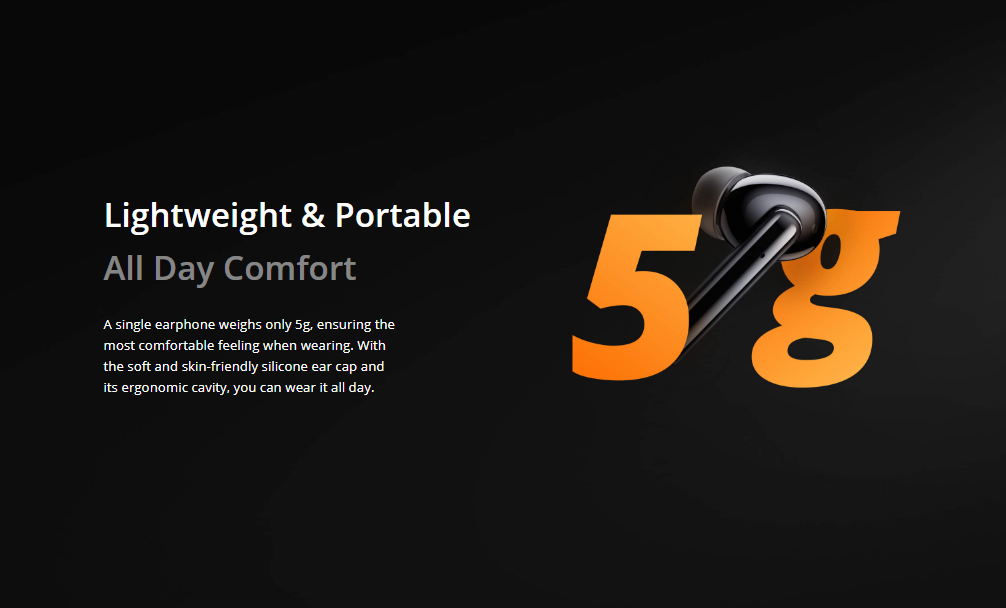 Lightweight & Portable
All Day Comfort
A single earphone weighs only 5g, ensuring the
most comfortable feeling when wearing. With
the soft and skin-friendly silicone ear cap and
its ergonomic cavity, you can wear it all day.
5g